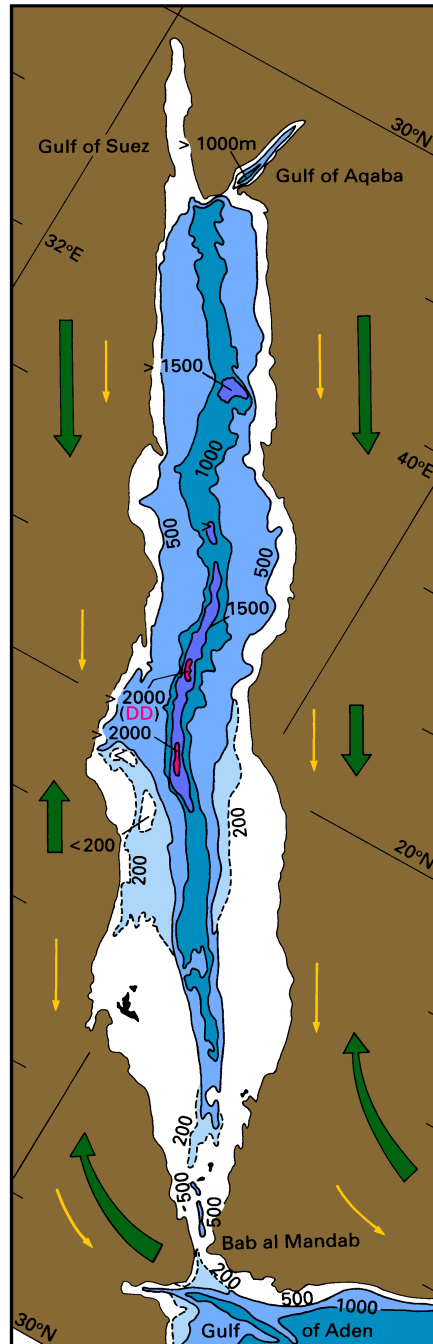 30°N
Gulf of Suez
> 1000m
Gulf of Aqaba
32°E
> 1500
1000
40°E
500
500
1500
> 2000
(DD)
> 2000
200
<200
200
20°N
200
500
500
Bab al Mandab
200
500
1000
30°N
Gulf
of Aden